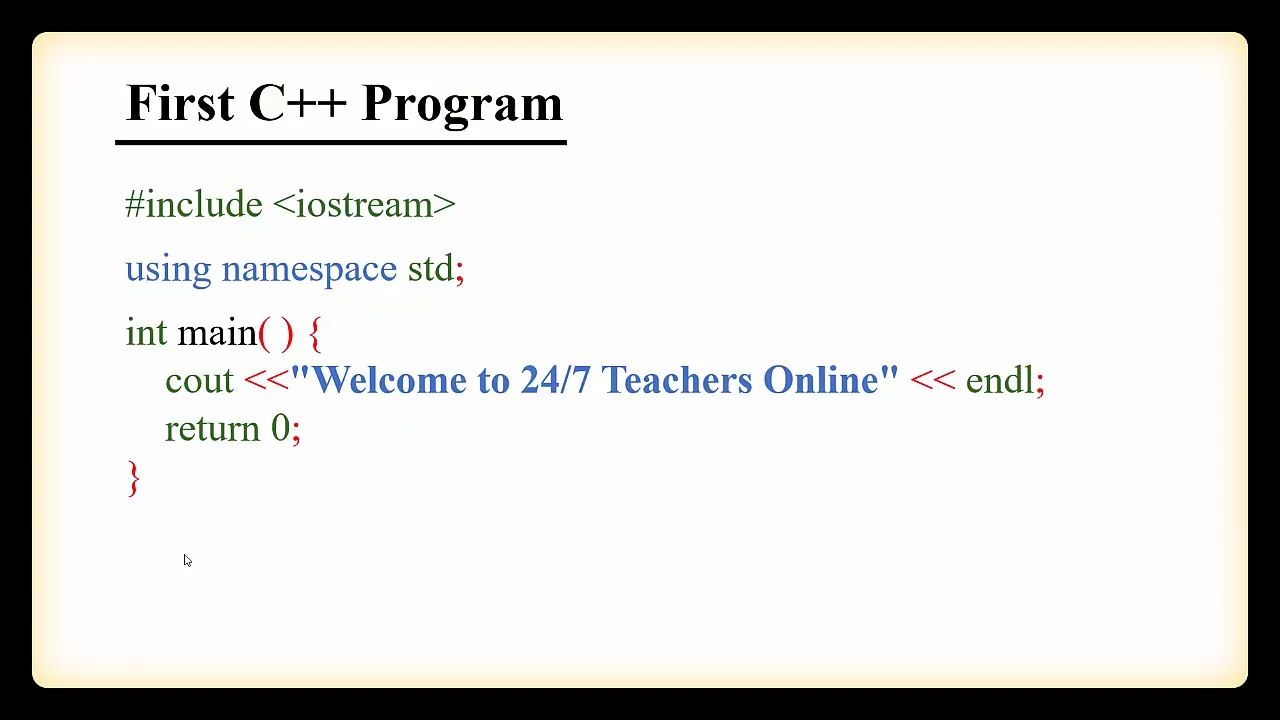 First C++ Program
#include <iostream>
using namespace std;
int main( ) {
cout <<"Welcome to 24/7 Teachers Online" << endl;
return 0;
}